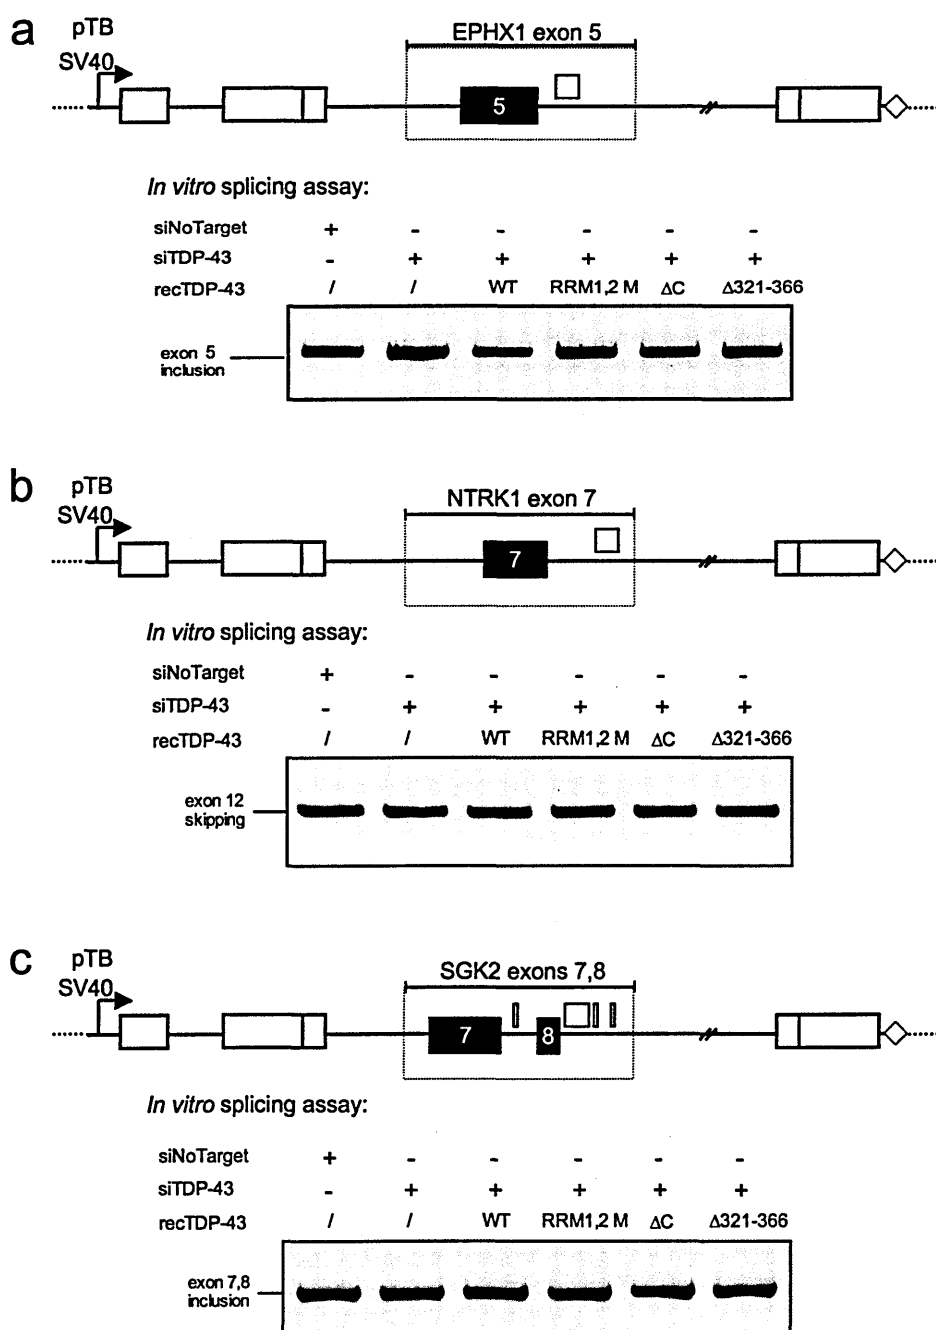 a
pTB
SV40
EPHX1 exon 5
5
In vitro splicing assay:
siNoTarget + - - - - -
siTDP-43 - + + + + +
recTDP-43 / / WT RRM1,2 M ΔC Δ321-366
exon 5
inclusion
b
pTB
SV40
NTRK1 exon 7
7
In vitro splicing assay:
siNoTarget + - - - - -
siTDP-43 - + + + + +
recTDP-43 / / WT RRM1,2 M ΔC Δ321-366
exon 12
skipping
c
pTB
SV40
SGK2 exons 7,8
7 8
In vitro splicing assay:
siNoTarget + - - - - -
siTDP-43 - + + + + +
recTDP-43 / / WT RRM1,2 M ΔC Δ321-366
exon 7,8
inclusion